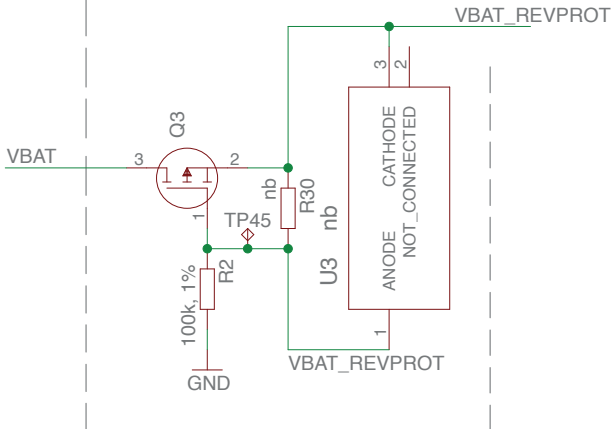 VBAT_REVPROT
3
2
Q3
VBAT
3
2
CATHODE
NOT_CONNECTED
nb
R30
nb
1
TP45
ANODE
U3
R2
100k, 1%
1
VBAT_REVPROT
GND